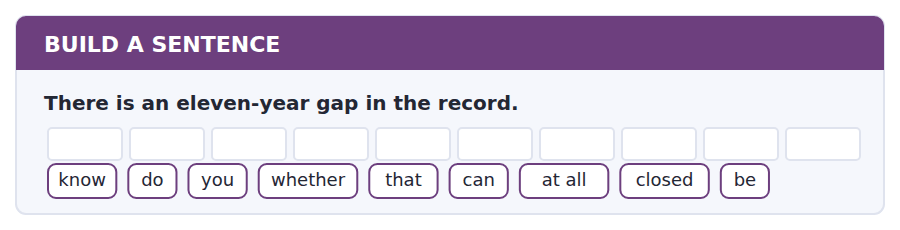 BUILD A SENTENCE
There is an eleven-year gap in the record.
know do you whether that can at all closed be